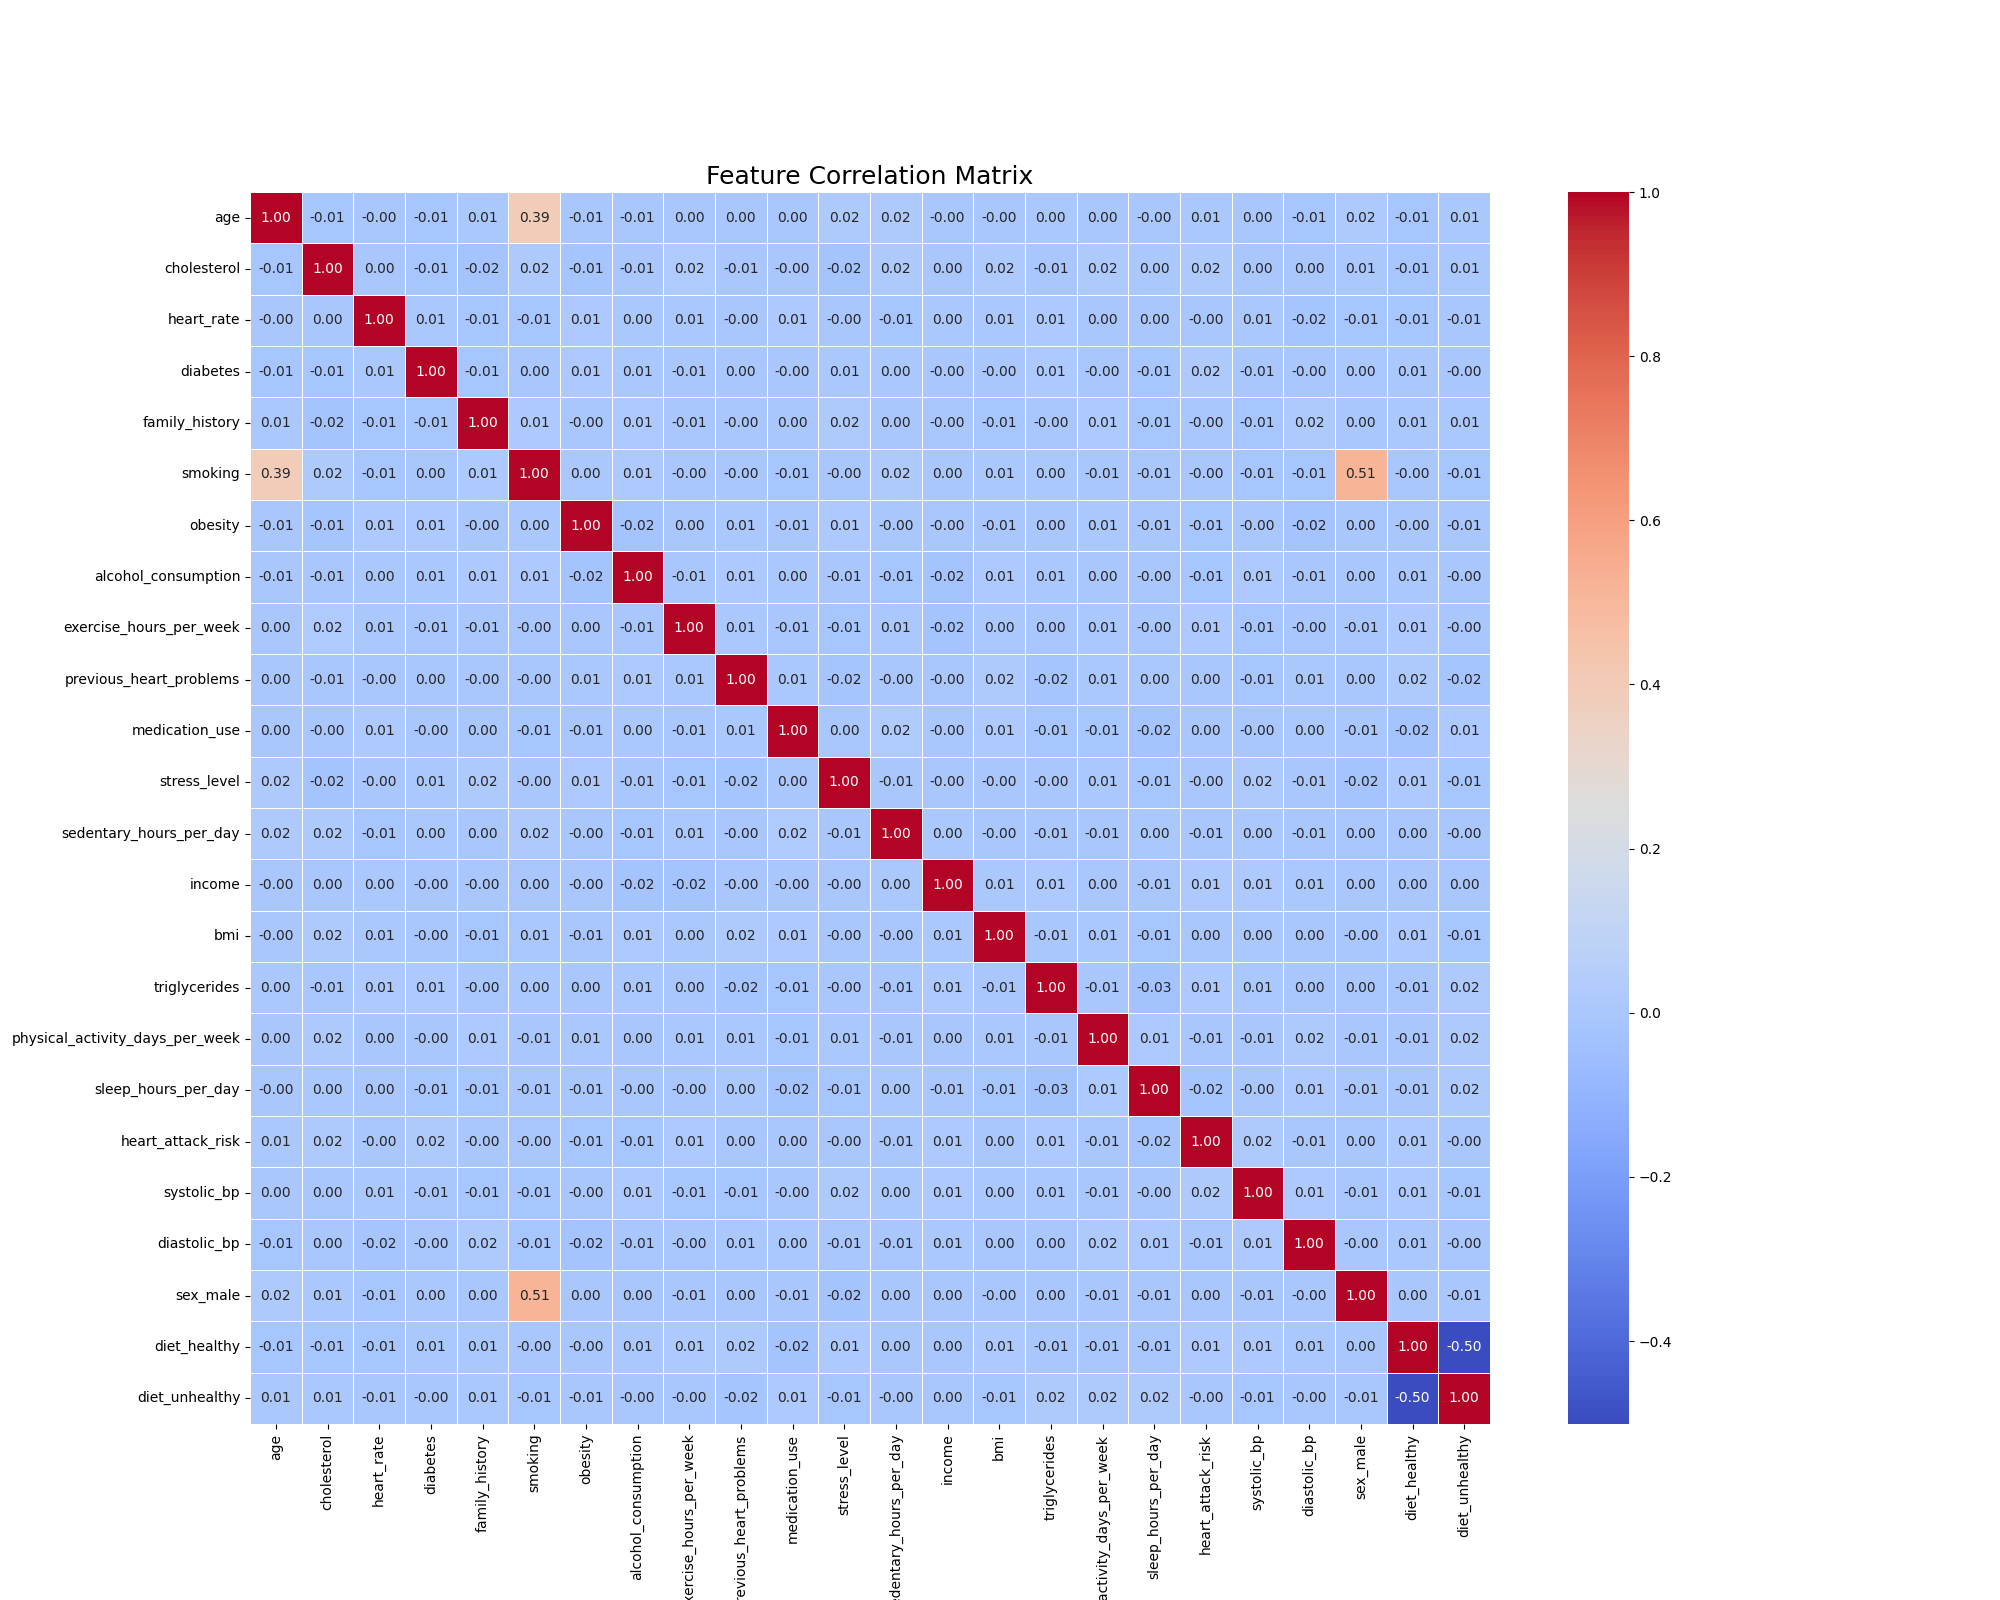 Feature Correlation Matrix
age 1.00 -0.01 -0.00 -0.01 0.01 0.39 -0.01 -0.01 0.00 0.00 0.00 0.02 0.02 -0.00 -0.00 0.00 0.00 -0.00 0.01 0.00 -0.01 0.02 -0.01 0.01
cholesterol -0.01 1.00 0.00 -0.01 -0.02 0.02 -0.01 -0.01 0.02 -0.01 -0.00 -0.02 0.02 0.00 0.02 -0.01 0.02 0.00 0.02 0.00 0.00 0.01 -0.01 0.01
heart_rate -0.00 0.00 1.00 0.01 -0.01 -0.01 0.01 0.00 0.01 -0.00 0.01 -0.00 -0.01 0.00 0.01 0.01 0.00 0.00 -0.00 0.01 -0.02 -0.01 -0.01 -0.01
diabetes -0.01 -0.01 0.01 1.00 -0.01 0.00 0.01 0.01 -0.01 0.00 -0.00 0.01 0.00 -0.00 -0.00 0.01 -0.00 -0.01 0.02 -0.01 -0.00 0.00 0.01 -0.00
family_history 0.01 -0.02 -0.01 -0.01 1.00 0.01 -0.00 0.01 -0.01 -0.00 0.00 0.02 0.00 -0.00 -0.01 -0.00 0.01 -0.01 -0.00 -0.01 0.02 0.00 0.01 0.01
smoking 0.39 0.02 -0.01 0.00 0.01 1.00 0.00 0.01 -0.00 -0.00 -0.01 -0.00 0.02 0.00 0.01 0.00 -0.01 -0.01 -0.00 -0.01 -0.01 0.51 -0.00 -0.01
obesity -0.01 -0.01 0.01 0.01 -0.00 0.00 1.00 -0.02 0.00 0.01 -0.01 0.01 -0.00 -0.00 -0.01 0.00 0.01 -0.01 -0.01 -0.00 -0.02 0.00 -0.00 -0.01
alcohol_consumption -0.01 -0.01 0.00 0.01 0.01 0.01 -0.02 1.00 -0.01 0.01 0.00 -0.01 -0.01 -0.02 0.01 0.01 0.00 -0.00 -0.01 0.01 -0.01 0.00 0.01 -0.00
exercise_hours_per_week 0.00 0.02 0.01 -0.01 -0.01 -0.00 0.00 -0.01 1.00 0.01 -0.01 -0.01 0.01 -0.02 0.00 0.00 0.01 -0.00 0.01 -0.01 -0.00 -0.01 0.01 -0.00
previous_heart_problems 0.00 -0.01 -0.00 0.00 -0.00 -0.00 0.01 0.01 0.01 1.00 0.01 -0.02 -0.00 -0.00 0.02 -0.02 0.01 0.00 0.00 -0.01 0.01 0.00 0.02 -0.02
medication_use 0.00 -0.00 0.01 -0.00 0.00 -0.01 -0.01 0.00 -0.01 0.01 1.00 0.00 0.02 -0.00 0.01 -0.01 -0.01 -0.02 0.00 -0.00 0.00 -0.01 -0.02 0.01
stress_level 0.02 -0.02 -0.00 0.01 0.02 -0.00 0.01 -0.01 -0.01 -0.02 0.00 1.00 -0.01 -0.00 -0.00 -0.00 0.01 -0.01 -0.00 0.02 -0.01 -0.02 0.01 -0.01
sedentary_hours_per_day 0.02 0.02 -0.01 0.00 0.00 0.02 -0.00 -0.01 0.01 -0.00 0.02 -0.01 1.00 0.00 -0.00 -0.01 -0.01 0.00 -0.01 0.00 -0.01 0.00 0.00 -0.00
income -0.00 0.00 0.00 -0.00 -0.00 0.00 -0.00 -0.02 -0.02 -0.00 -0.00 -0.00 0.00 1.00 0.01 0.01 0.00 -0.01 0.01 0.01 0.01 0.00 0.00 0.00
bmi -0.00 0.02 0.01 -0.00 -0.01 0.01 -0.01 0.01 0.00 0.02 0.01 -0.00 -0.00 0.01 1.00 -0.01 0.01 -0.01 0.00 0.00 0.00 -0.00 0.01 -0.01
triglycerides 0.00 -0.01 0.01 0.01 -0.00 0.00 0.00 0.01 0.00 -0.02 -0.01 -0.00 -0.01 0.01 -0.01 1.00 -0.01 -0.03 0.01 0.01 0.00 0.00 -0.01 0.02
physical_activity_days_per_week 0.00 0.02 0.00 -0.00 0.01 -0.01 0.01 0.00 0.01 0.01 -0.01 0.01 -0.01 0.00 0.01 -0.01 1.00 0.01 -0.01 -0.01 0.02 -0.01 -0.01 0.02
sleep_hours_per_day -0.00 0.00 0.00 -0.01 -0.01 -0.01 -0.01 -0.00 -0.00 0.00 -0.02 -0.01 0.00 -0.01 -0.01 -0.03 0.01 1.00 -0.02 -0.00 0.01 -0.01 -0.01 0.02
heart_attack_risk 0.01 0.02 -0.00 0.02 -0.00 -0.00 -0.01 -0.01 0.01 0.00 0.00 -0.00 -0.01 0.01 0.00 0.01 -0.01 -0.02 1.00 0.02 -0.01 0.00 0.01 -0.00
systolic_bp 0.00 0.00 0.01 -0.01 -0.01 -0.01 -0.00 0.01 -0.01 -0.01 -0.00 0.02 0.00 0.01 0.00 0.01 -0.01 -0.00 0.02 1.00 0.01 -0.01 0.01 -0.01
diastolic_bp -0.01 0.00 -0.02 -0.00 0.02 -0.01 -0.02 -0.01 -0.00 0.01 0.00 -0.01 -0.01 0.01 0.00 0.00 0.02 0.01 -0.01 0.01 1.00 -0.00 0.01 -0.00
sex_male 0.02 0.01 -0.01 0.00 0.00 0.51 0.00 0.00 -0.01 0.00 -0.01 -0.02 0.00 0.00 -0.00 0.00 -0.01 -0.01 0.00 -0.01 -0.00 1.00 0.00 -0.01
diet_healthy -0.01 -0.01 -0.01 0.01 0.01 -0.00 -0.00 0.01 0.01 0.02 -0.02 0.01 0.00 0.00 0.01 -0.01 -0.01 -0.01 0.01 0.01 0.01 0.00 1.00 -0.50
diet_unhealthy 0.01 0.01 -0.01 -0.00 0.01 -0.01 -0.01 -0.00 -0.00 -0.02 0.01 -0.01 -0.00 0.00 -0.01 0.02 0.02 0.02 -0.00 -0.01 -0.00 -0.01 -0.50 1.00
age
cholesterol
heart_rate
diabetes
family_history
smoking
obesity
alcohol_consumption
xercise_hours_per_week
revious_heart_problems
medication_use
stress_level
edentary_hours_per_day
income
bmi
triglycerides
activity_days_per_week
sleep_hours_per_day
heart_attack_risk
systolic_bp
diastolic_bp
sex_male
diet_healthy
diet_unhealthy
1.0
0.8
0.6
0.4
0.2
0.0
−0.2
−0.4